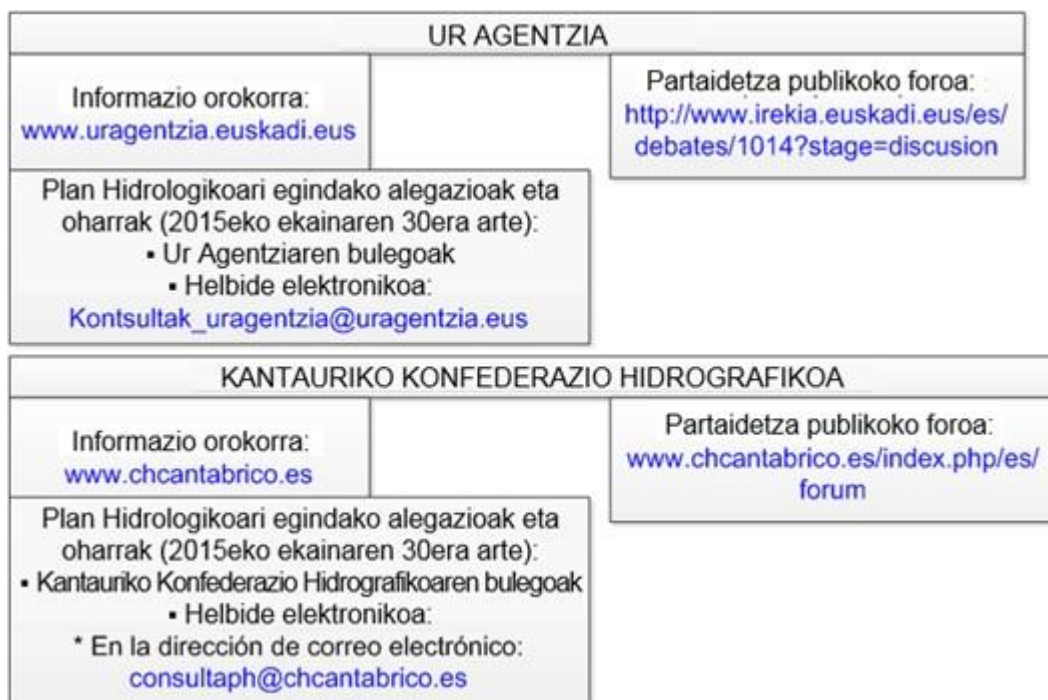 UR AGENTZIA
Informazio orokorra:
www.uragentzia.euskadi.eus
Partaidetza publikoko foroa:
http://www.irekia.euskadi.eus/es/
debates/1014?stage=discusion
Plan Hidrologikoari egindako alegazioak eta
oharrak (2015eko ekainaren 30era arte):
▪ Ur Agentziaren bulegoak
▪ Helbide elektronikoa:
Kontsultak_uragentzia@uragentzia.eus
KANTAURIKO KONFEDERAZIO HIDROGRAFIKOA
Informazio orokorra:
www.chcantabrico.es
Partaidetza publikoko foroa:
www.chcantabrico.es/index.php/es/
forum
Plan Hidrologikoari egindako alegazioak eta
oharrak (2015eko ekainaren 30era arte):
▪ Kantauriko Konfederazio Hidrografikoaren bulegoak
▪ Helbide elektronikoa:
* En la dirección de correo electrónico:
consultaph@chcantabrico.es